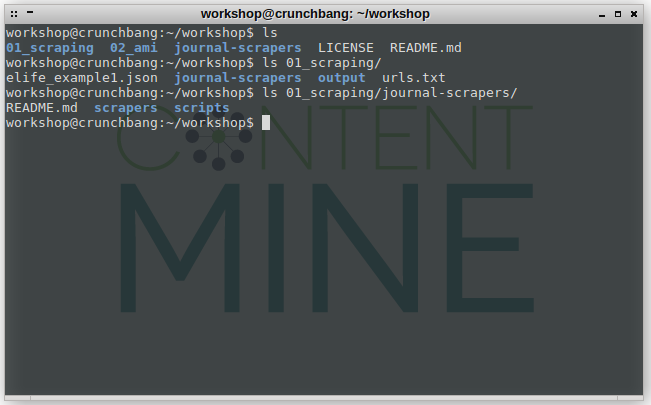 workshop@crunchbang: ~/workshop
workshop@crunchbang:~/workshop$ ls
01_scraping  02_ami  journal-scrapers  LICENSE  README.md
workshop@crunchbang:~/workshop$ ls 01_scraping/
elife_example1.json  journal-scrapers  output  urls.txt
workshop@crunchbang:~/workshop$ ls 01_scraping/journal-scrapers/
README.md  scrapers  scripts
workshop@crunchbang:~/workshop$
CONTENT
MINE